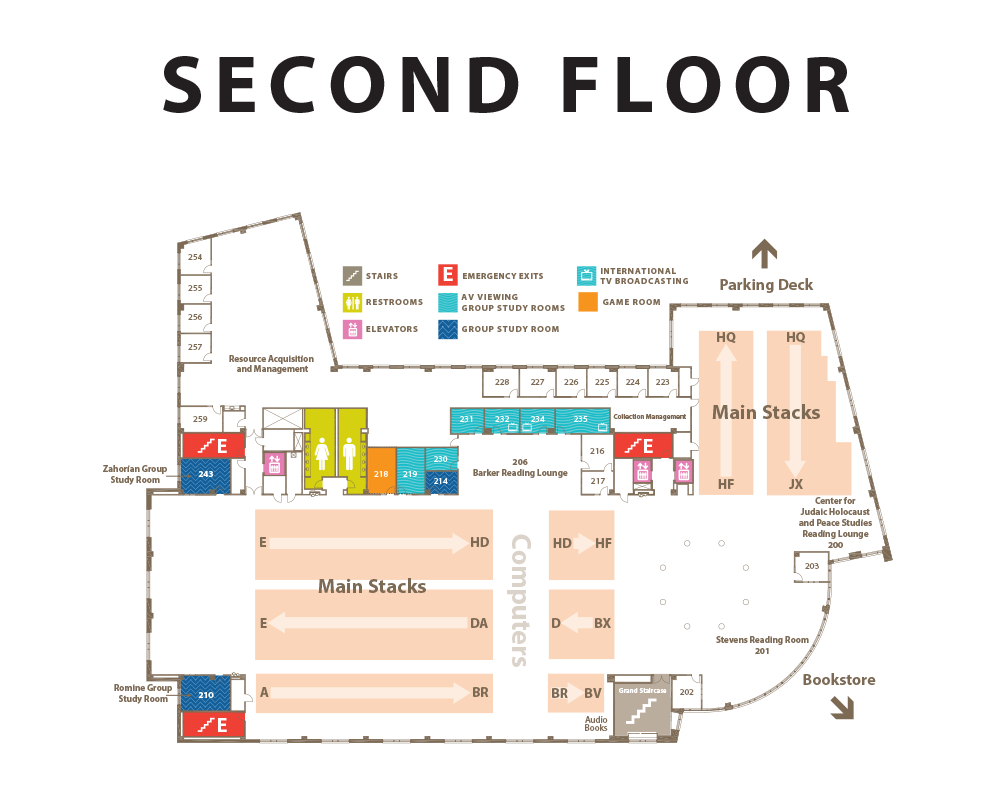 SECOND FLOOR
STAIRS
RESTROOMS
ELEVATORS
E
EMERGENCY EXITS
AV VIEWING
GROUP STUDY ROOMS
GROUP STUDY ROOM
INTERNATIONAL
TV BROADCASTING
GAME ROOM
Parking Deck
254
255
256
257
Resource Acquisition
and Management
259
E
Zahorian Group
Study Room
243
228
227
226
225
224
223
231
232
234
235
Collection Management
E
218
219
230
214
206
Barker Reading Lounge
216
217
HQ
HQ
Main Stacks
HF
JX
Center for
Judaic Holocaust
and Peace Studies
Reading Lounge
200
203
E
HD
Main Stacks
E
DA
A
BR
Computers
HD
HF
D
BX
BR
BV
Stevens Reading Room
201
Bookstore
Romine Group
Study Room
210
E
Audio
Books
Grand Staircase
202